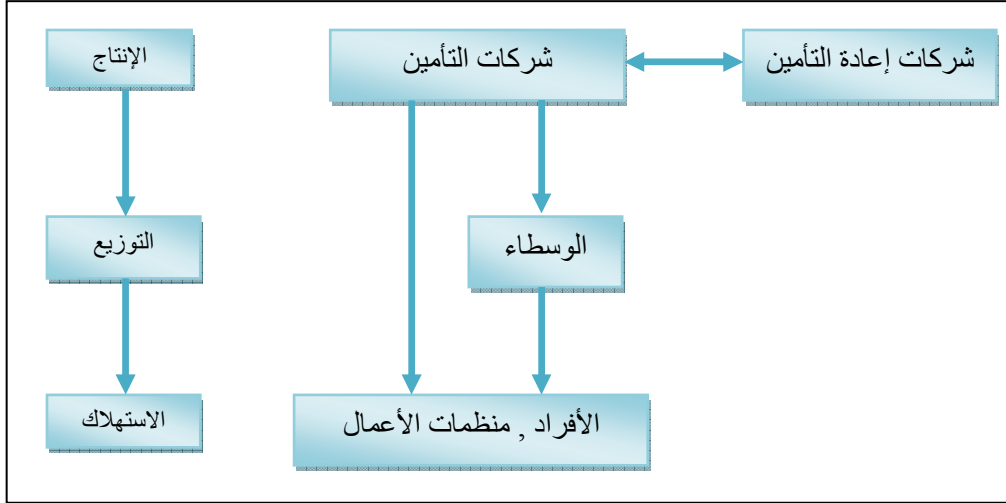 شركات إعادة التأمين
شركات التأمين
الإنتاج
الوسطاء
التوزيع
الأفراد , منظمات الأعمال
الاستهلاك